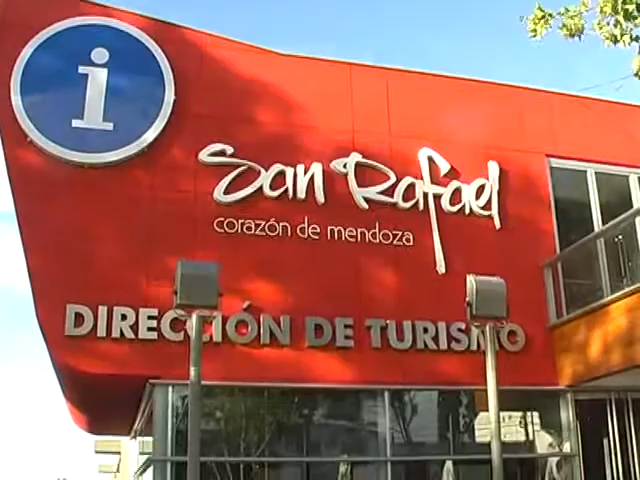 i
San Rafael
corazón de mendoza
DIRECCIÓN DE TURISMO